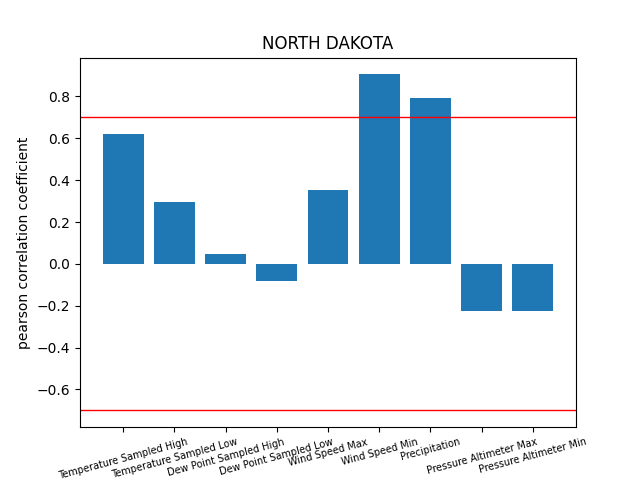 NORTH DAKOTA
pearson correlation coefficient
0.8
0.6
0.4
0.2
0.0
−0.2
−0.4
−0.6
Temperature Sampled High
Temperature Sampled Low
Dew Point Sampled High
Dew Point Sampled Low
Wind Speed Max
Wind Speed Min
Precipitation
Pressure Altimeter Max
Pressure Altimeter Min